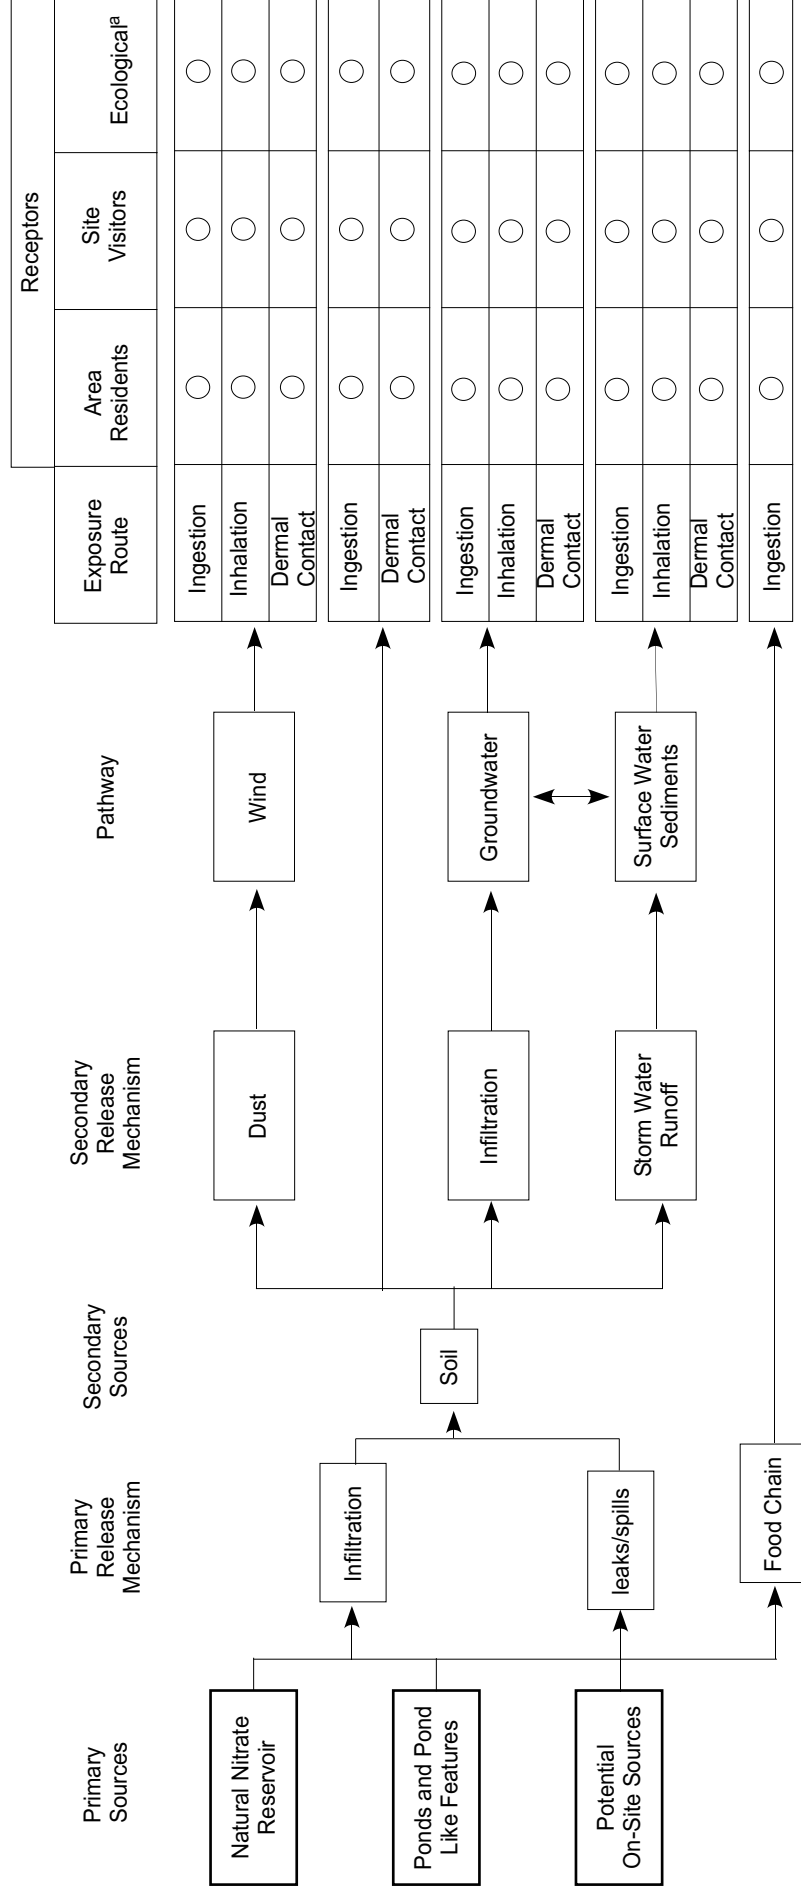 Primary
Sources
Primary
Release
Mechanism
Secondary
Sources
Secondary
Release
Mechanism
Pathway
Exposure
Route
Receptors
Area
Residents
Site
Visitors
Ecologicalª
Natural Nitrate
Reservoir
Ponds and Pond
Like Features
Potential
On-Site Sources
Infiltration
leaks/spills
Food Chain
Soil
Dust
Infiltration
Storm Water
Runoff
Wind
Groundwater
Surface Water
Sediments
Ingestion
Inhalation
Dermal
Contact
Ingestion
Dermal
Contact
Ingestion
Inhalation
Dermal
Contact
Ingestion
Inhalation
Dermal
Contact
Ingestion